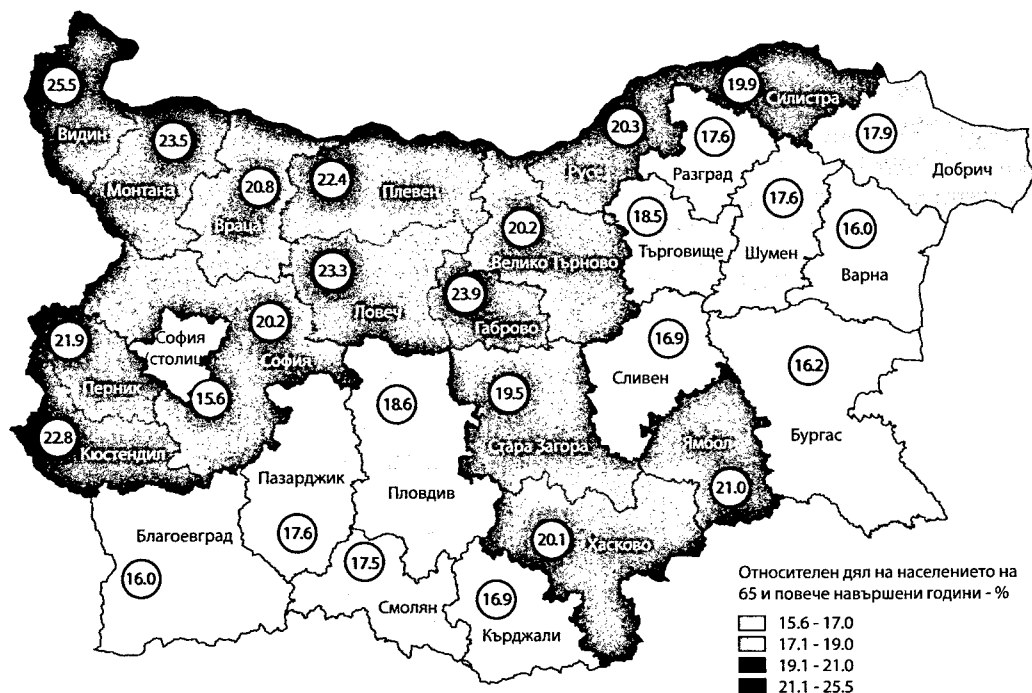 25.5
Видин
23.5
Монтана
20.8
Враца
22.4
Плевен
20.3
Русе
19.9
Силистра
17.6
Разград
17.9
Добрич
20.2
Велико Търново
18.5
Търговище
17.6
Шумен
16.0
Варна
23.3
Ловеч
23.9
Габрово
21.9
Перник
София
(столица
15.6
20.2
София
22.8
Кюстендил
18.6
Пловдив
19.5
Стара Загора
16.9
Сливен
16.2
Бургас
Ямбол
21.0
Пазарджик
17.6
Благоевград
16.0
17.5
Смолян
20.1
Хасково
16.9
Кърджали
Относителен дял на населението на
65 и повече навършени години - %
15.6 - 17.0
17.1 - 19.0
19.1 - 21.0
21.1 - 25.5